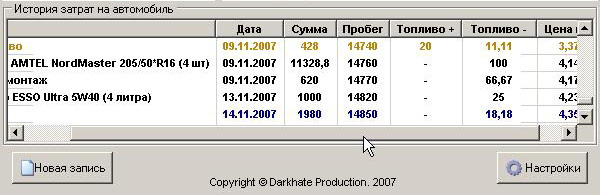 История затрат на автомобиль
Дата Сумма Пробег Топливо + Топливо - Цена
во 09.11.2007 428 14740 20 11,11 3,37
AMTEL NordMaster 205/50*R16 (4 шт) 09.11.2007 11328,8 14760 - 100 4,14
монтаж 09.11.2007 620 14770 - 66,67 4,17
ESSO Ultra 5W40 (4 литра) 13.11.2007 1000 14820 - 25 4,23
14.11.2007 1980 14850 - 18,18 4,35
Новая запись
Copyright © Darkhate Production. 2007
Настройки